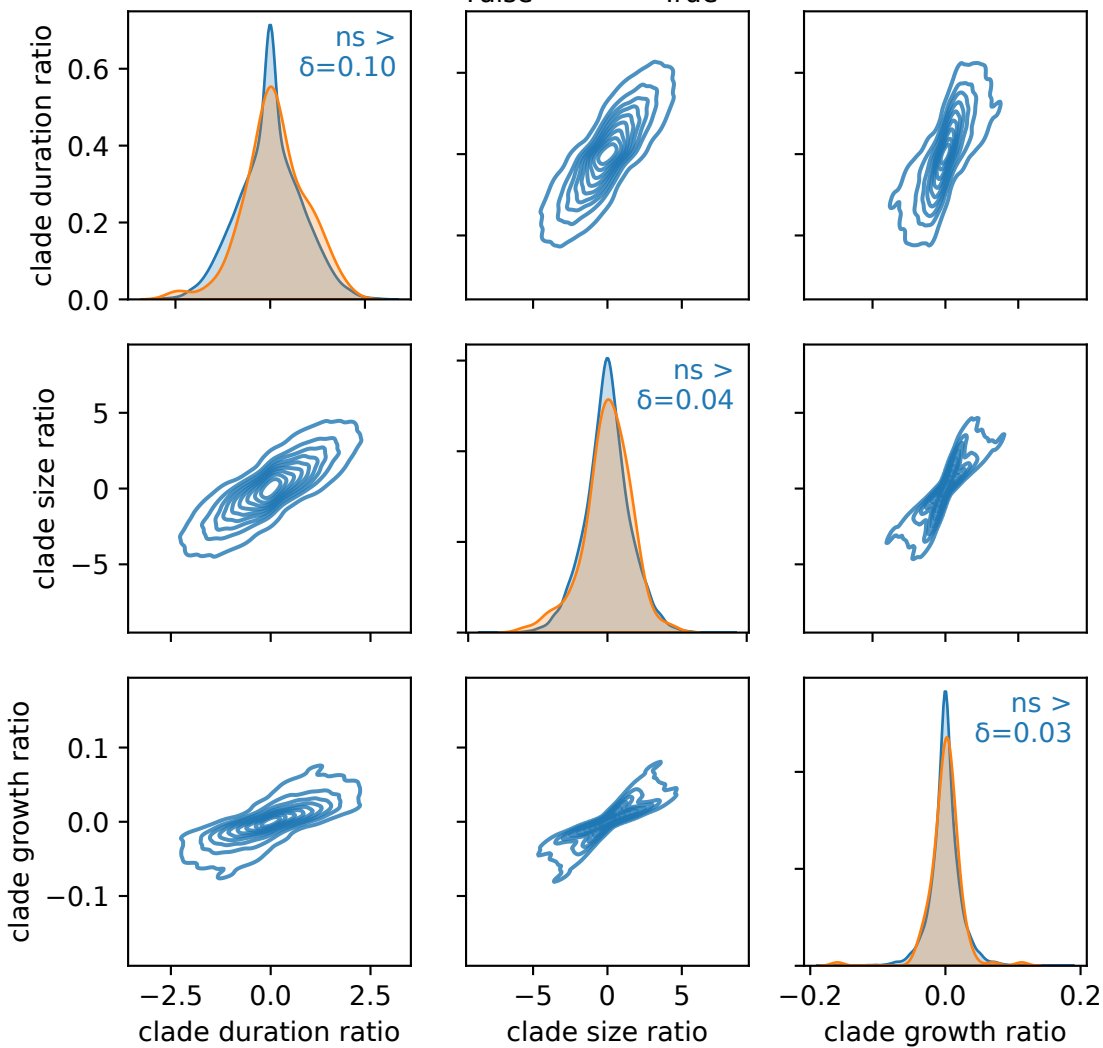 clade duration ratio
0.6
0.4
0.2
0.0
ns >
δ=0.10
clade size ratio
5
0
−5
ns >
δ=0.04
clade growth ratio
0.1
0.0
−0.1
ns >
δ=0.03
−2.5 0.0 2.5
−5 0 5
−0.2 0.0 0.2
clade duration ratio
clade size ratio
clade growth ratio